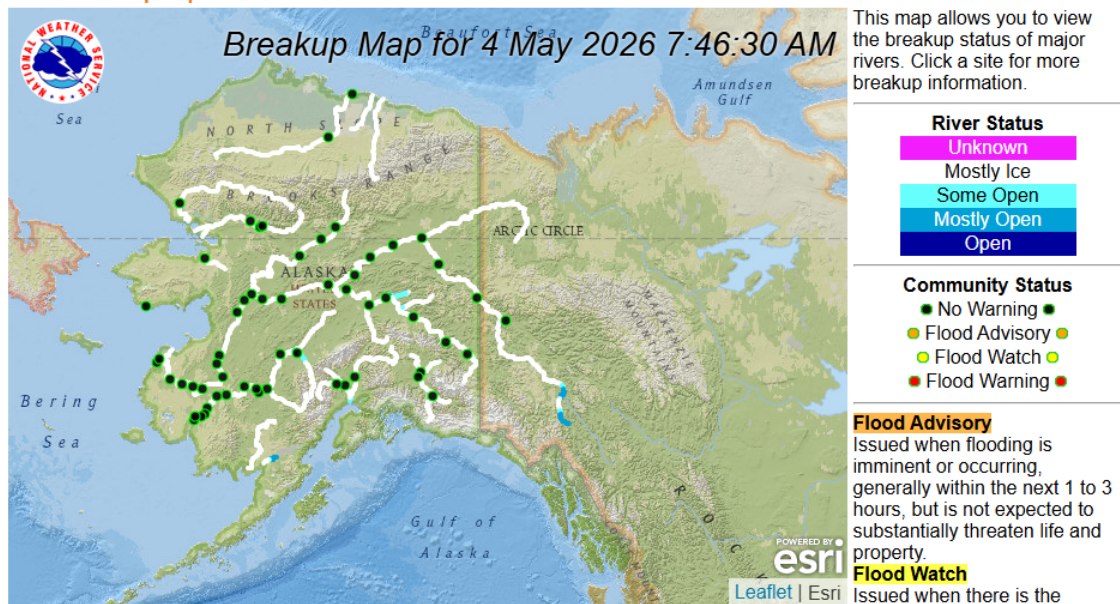 Breakup Map for 4 May 2026 7:46:30 AM
NATIONAL WEATHER SERVICE
Beaufort Sea
Amundsen
Gulf
Sea
NORTH SLOPE
BROOKS RANGE
ARCTIC CIRCLE
ALASKA
UNITED
STATES
MACKENZIE
MOUNTAINS
Bering
Sea
Gulf of
Alaska
R O C
POWERED BY
esri
Leaflet | Esri
This map allows you to view
the breakup status of major
rivers. Click a site for more
breakup information.
River Status
Unknown
Mostly Ice
Some Open
Mostly Open
Open
Community Status
No Warning
Flood Advisory
Flood Watch
Flood Warning
Flood Advisory
Issued when flooding is
imminent or occurring,
generally within the next 1 to 3
hours, but is not expected to
substantially threaten life and
property.
Flood Watch
Issued when there is the